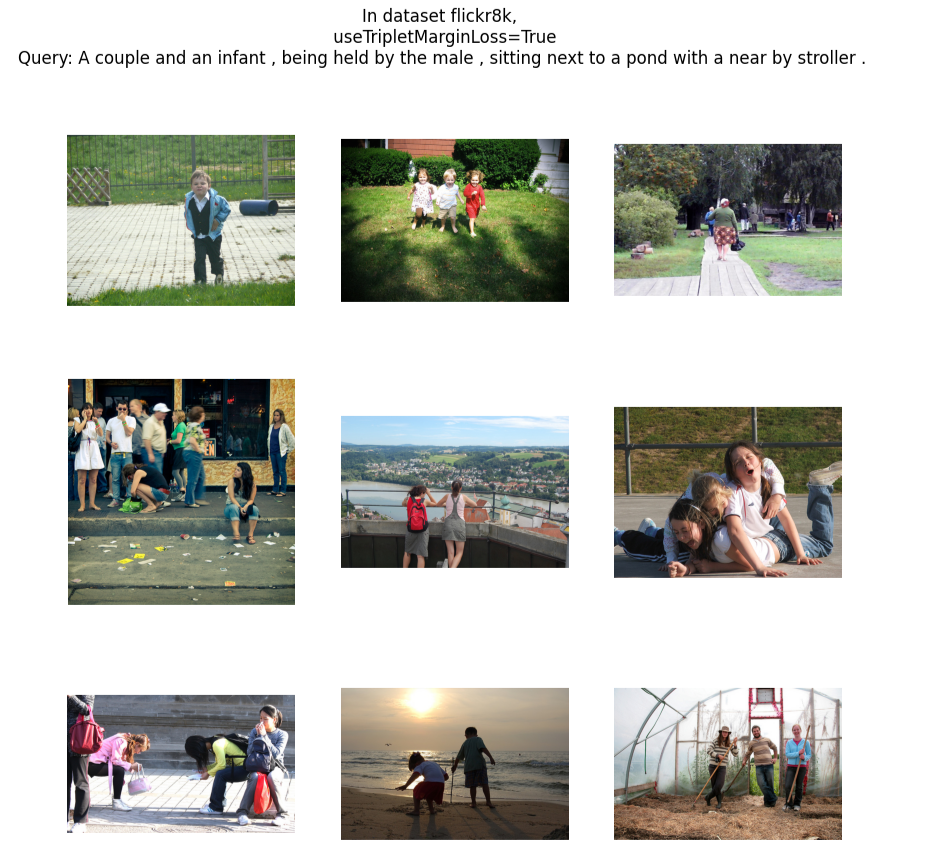 In dataset flickr8k,
useTripletMarginLoss=True
Query: A couple and an infant , being held by the male , sitting next to a pond with a near by stroller .